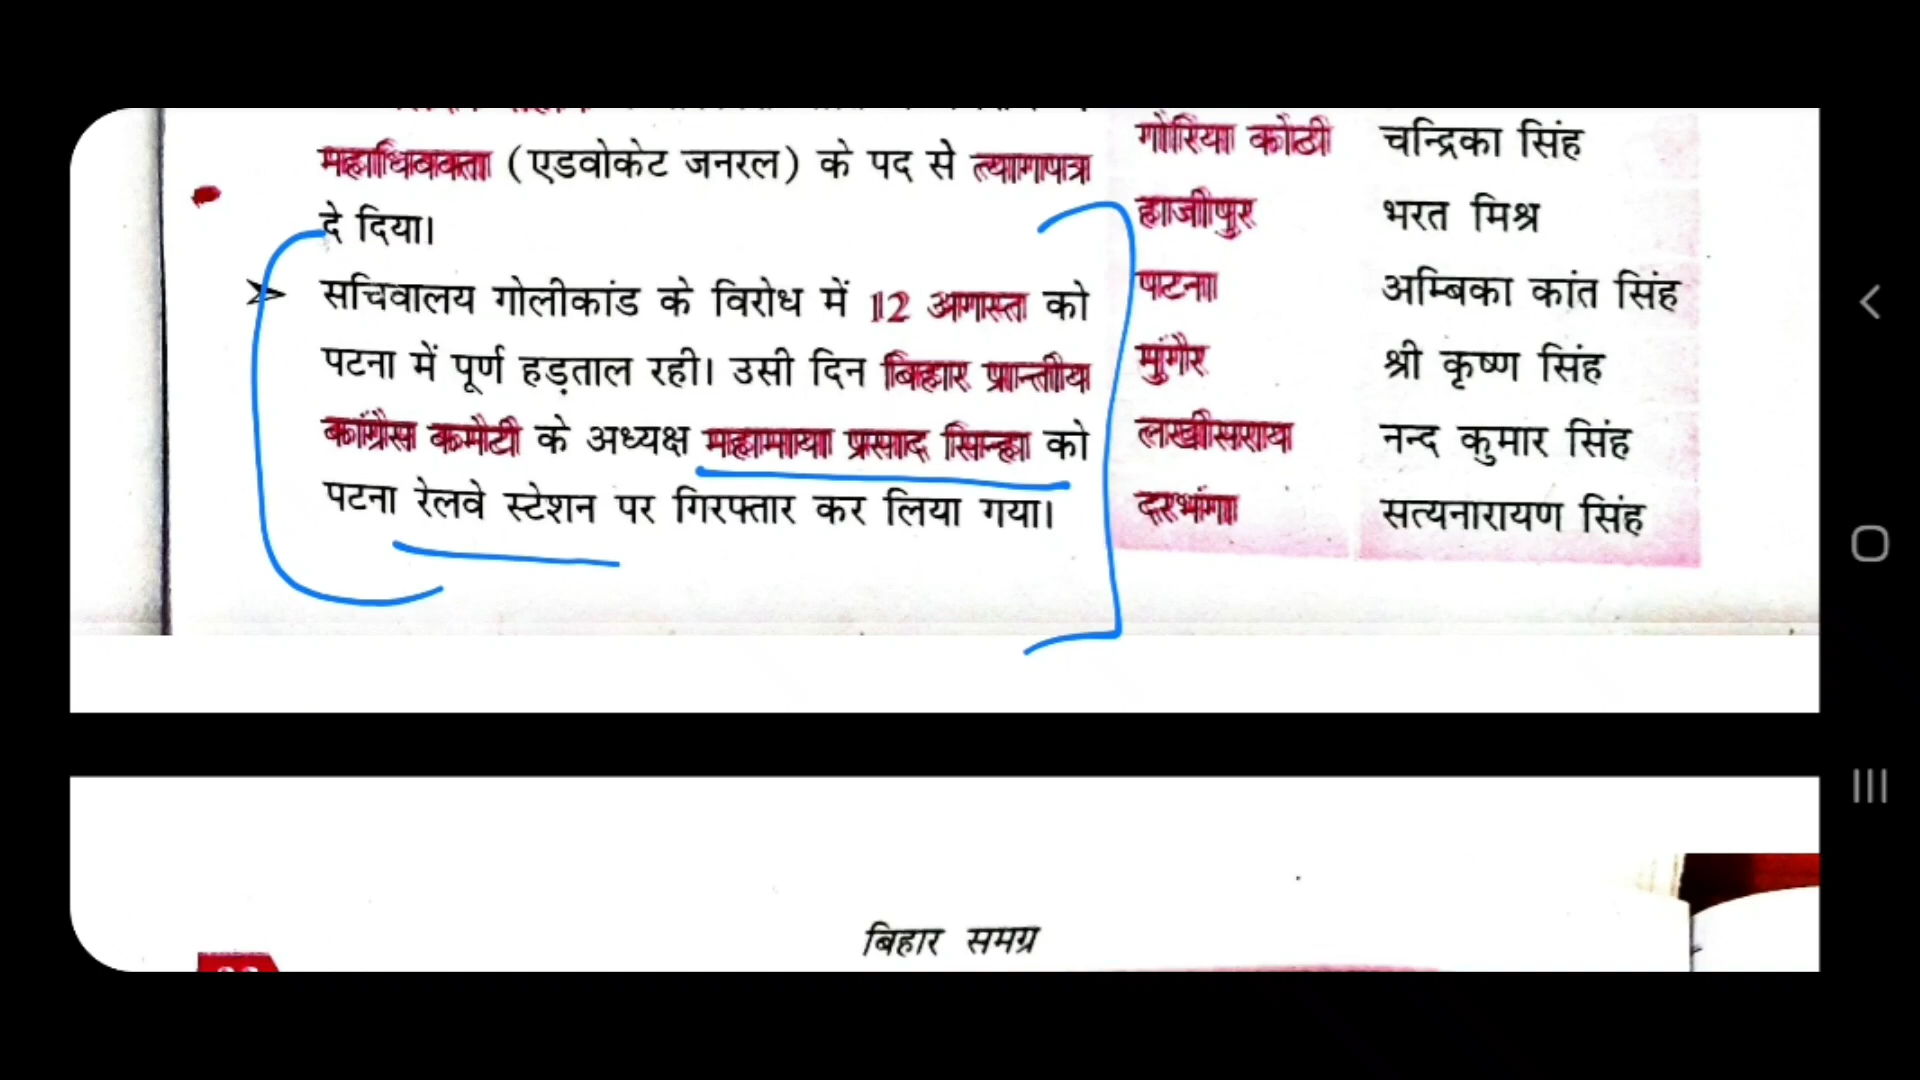 महाधिवक्ता (एडवोकेट जनरल) के पद से त्यागपत्र
दे दिया।
➤ सचिवालय गोलीकांड के विरोध में 12 अगस्त को
पटना में पूर्ण हड़ताल रही। उसी दिन बिहार प्रान्तीय
कांग्रेस कमेटी के अध्यक्ष महामाया प्रसाद सिन्हा को
पटना रेलवे स्टेशन पर गिरफ्तार कर लिया गया।
गोरिया कोठी चन्द्रिका सिंह
हाजीपुर भरत मिश्र
पटना अम्बिका कांत सिंह
मुंगेर श्री कृष्ण सिंह
लखीसराय नन्द कुमार सिंह
दरभंगा सत्यनारायण सिंह
बिहार समग्र